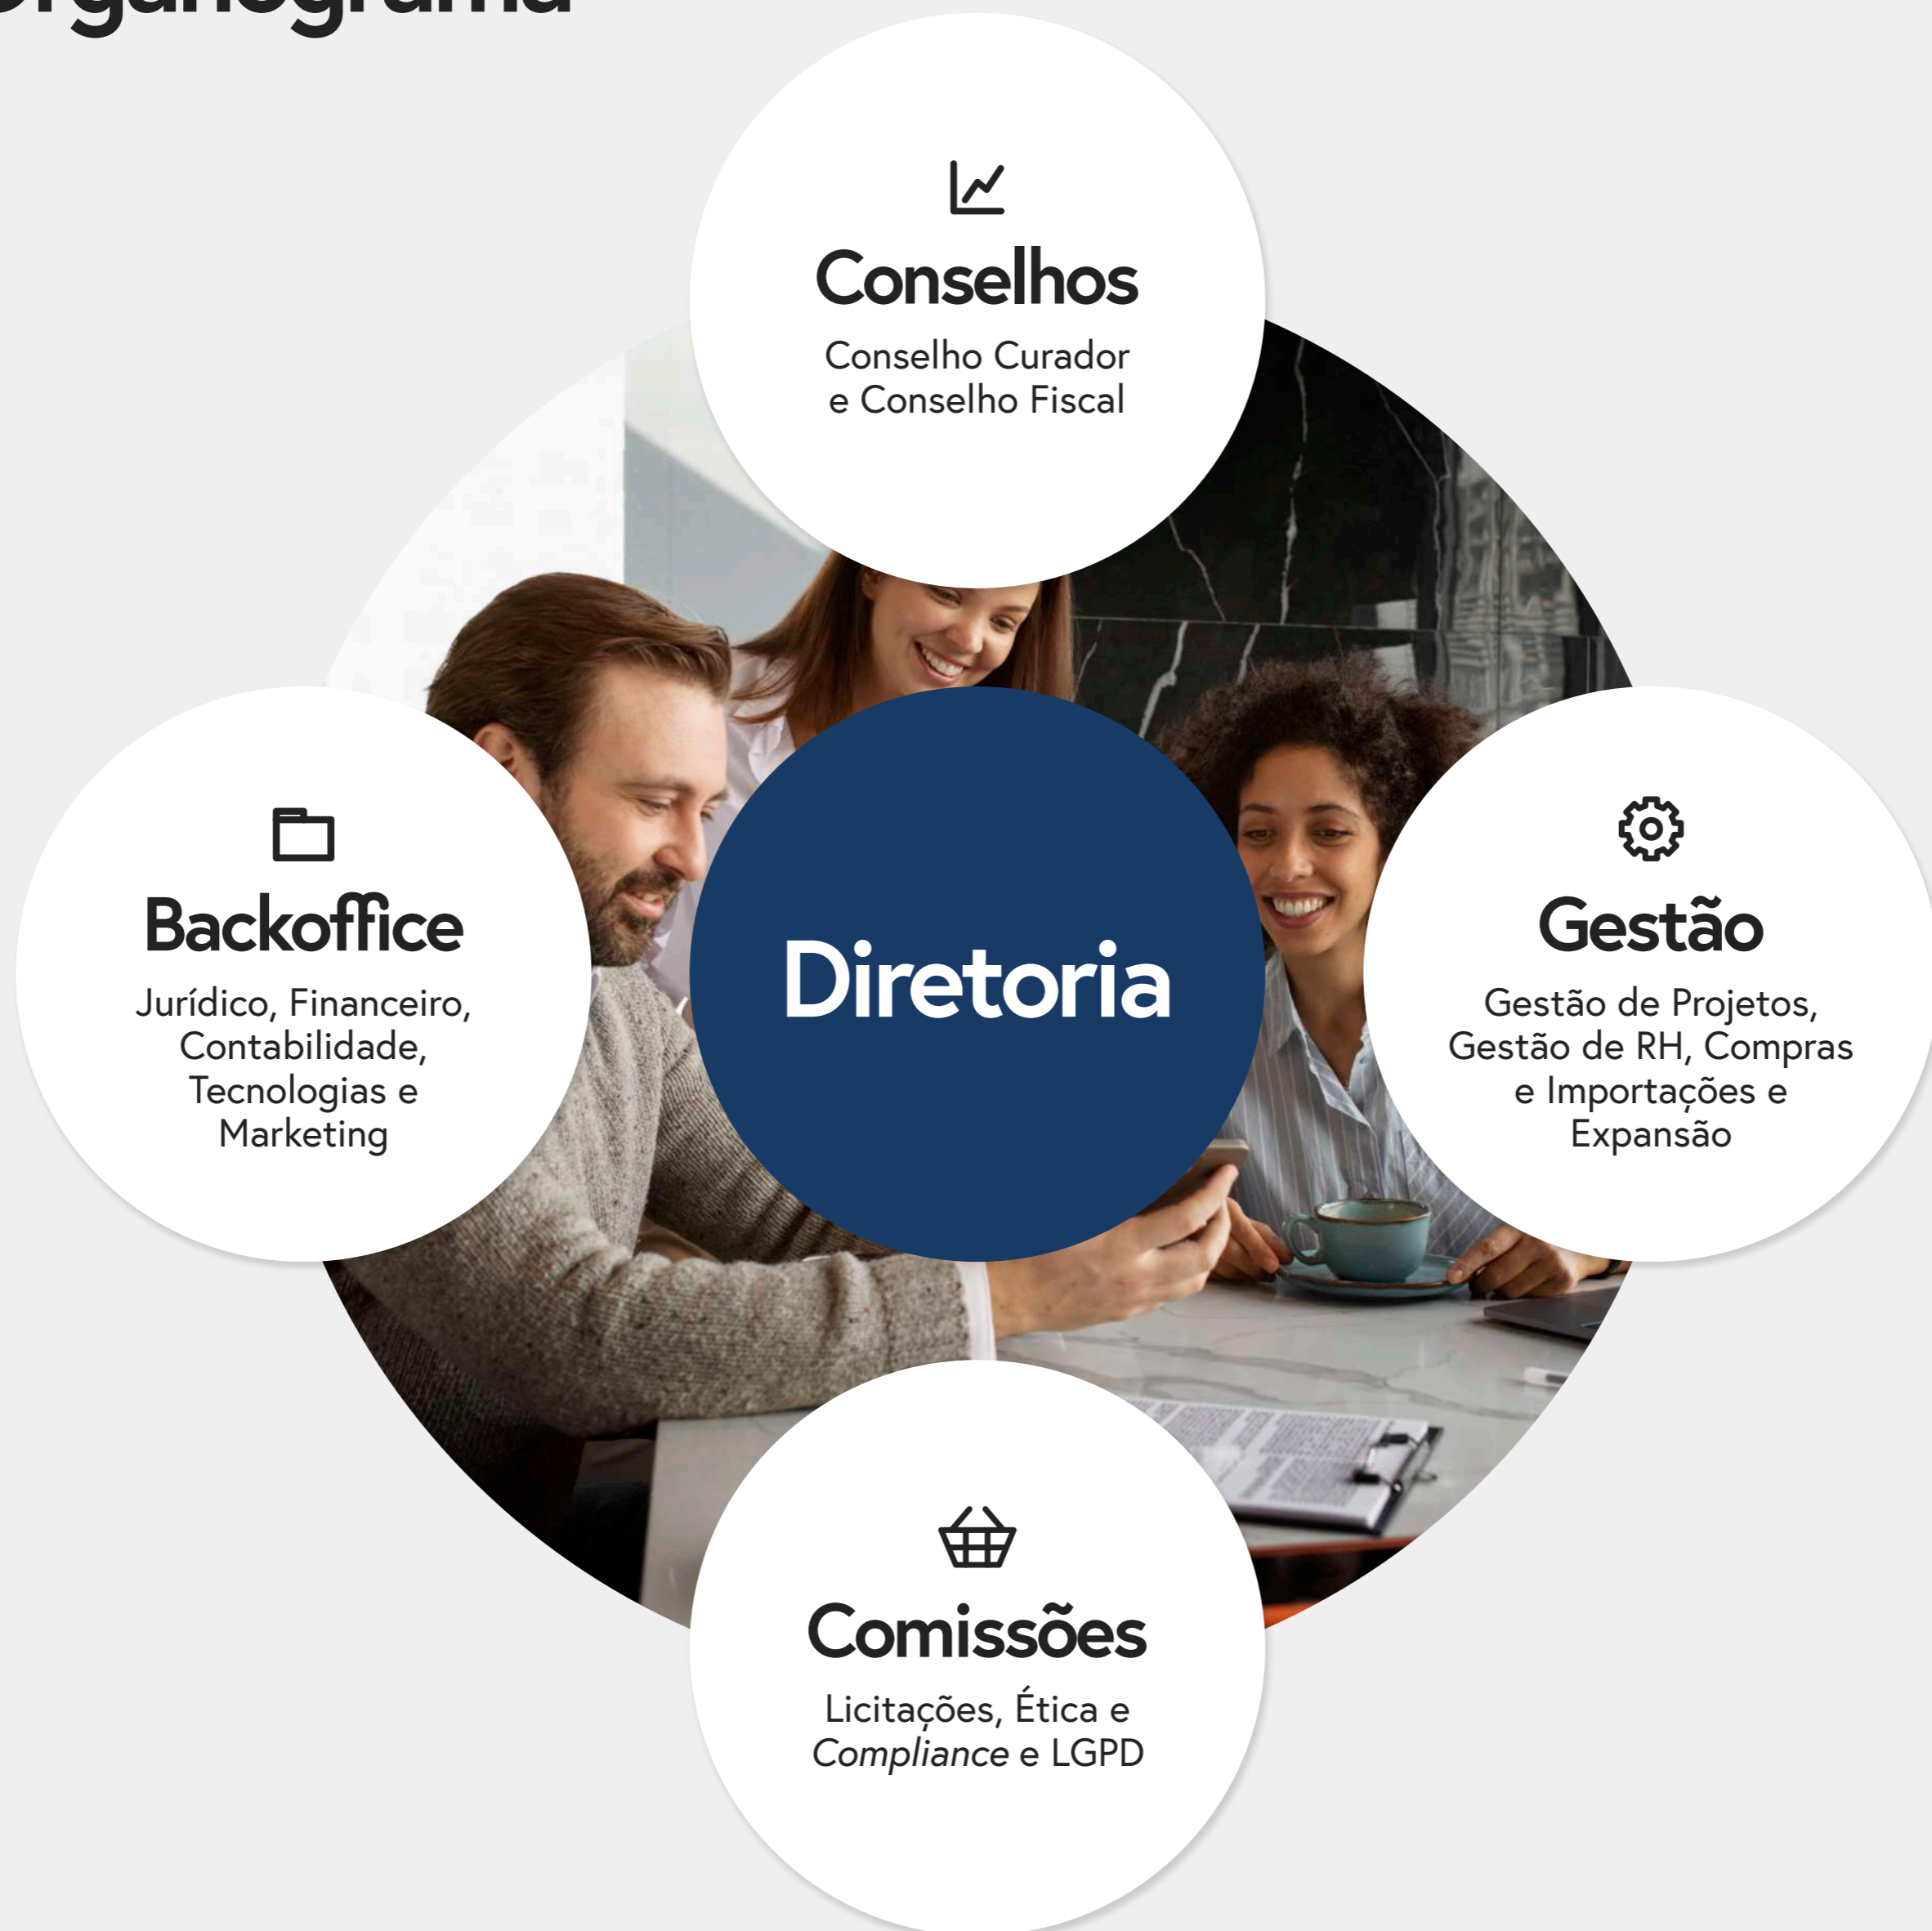 Organograma
Conselhos
Conselho Curador
e Conselho Fiscal
Backoffice
Jurídico, Financeiro,
Contabilidade,
Tecnologias e
Marketing
Diretoria
Gestão
Gestão de Projetos,
Gestão de RH, Compras
e Importações e
Expansão
Comissões
Licitações, Ética e
Compliance e LGPD